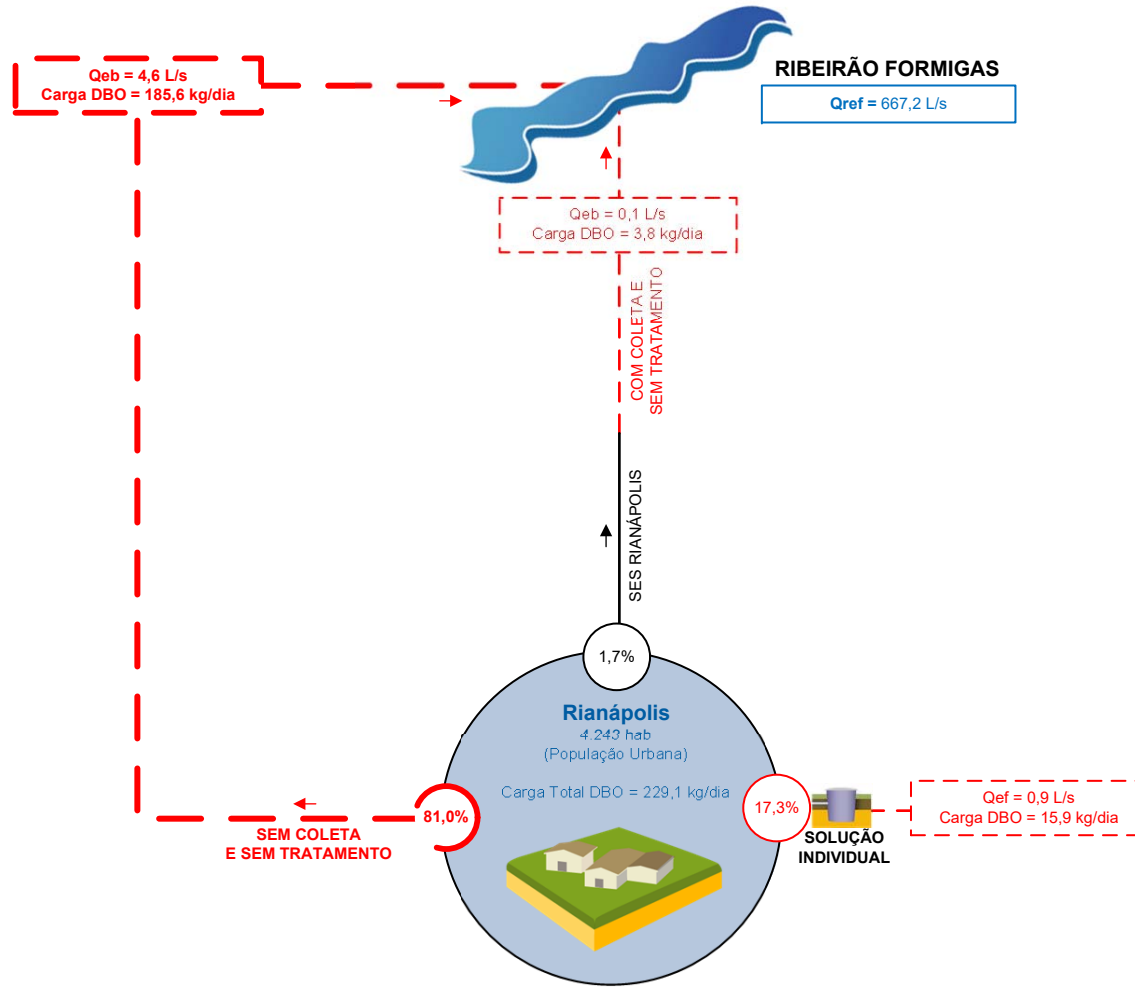 Qeb = 4,6 L/s
Carga DBO = 185,6 kg/dia
RIBEIRÃO FORMIGAS
Qref = 667,2 L/s
Qeb = 0,1 L/s
Carga DBO = 3,8 kg/dia
COM COLETA E
SEM TRATAMENTO
SES RIANÁPOLIS
1,7%
Rianápolis
4.243 hab
(População Urbana)
Carga Total DBO = 229,1 kg/dia
81,0%
SEM COLETA
E SEM TRATAMENTO
17,3%
SOLUÇÃO
INDIVIDUAL
Qef = 0,9 L/s
Carga DBO = 15,9 kg/dia